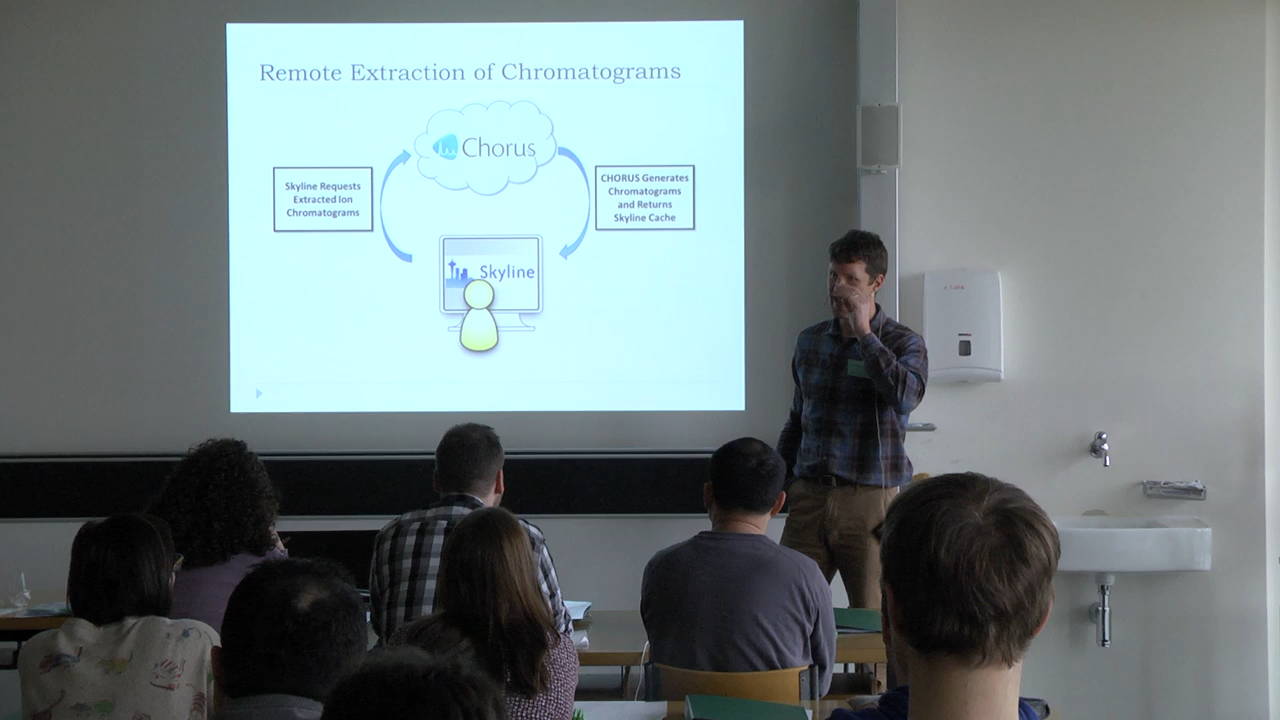 Remote Extraction of Chromatograms
Chorus
Skyline Requests
Extracted Ion
Chromatograms
CHORUS Generates
Chromatograms
and Returns
Skyline Cache
Skyline